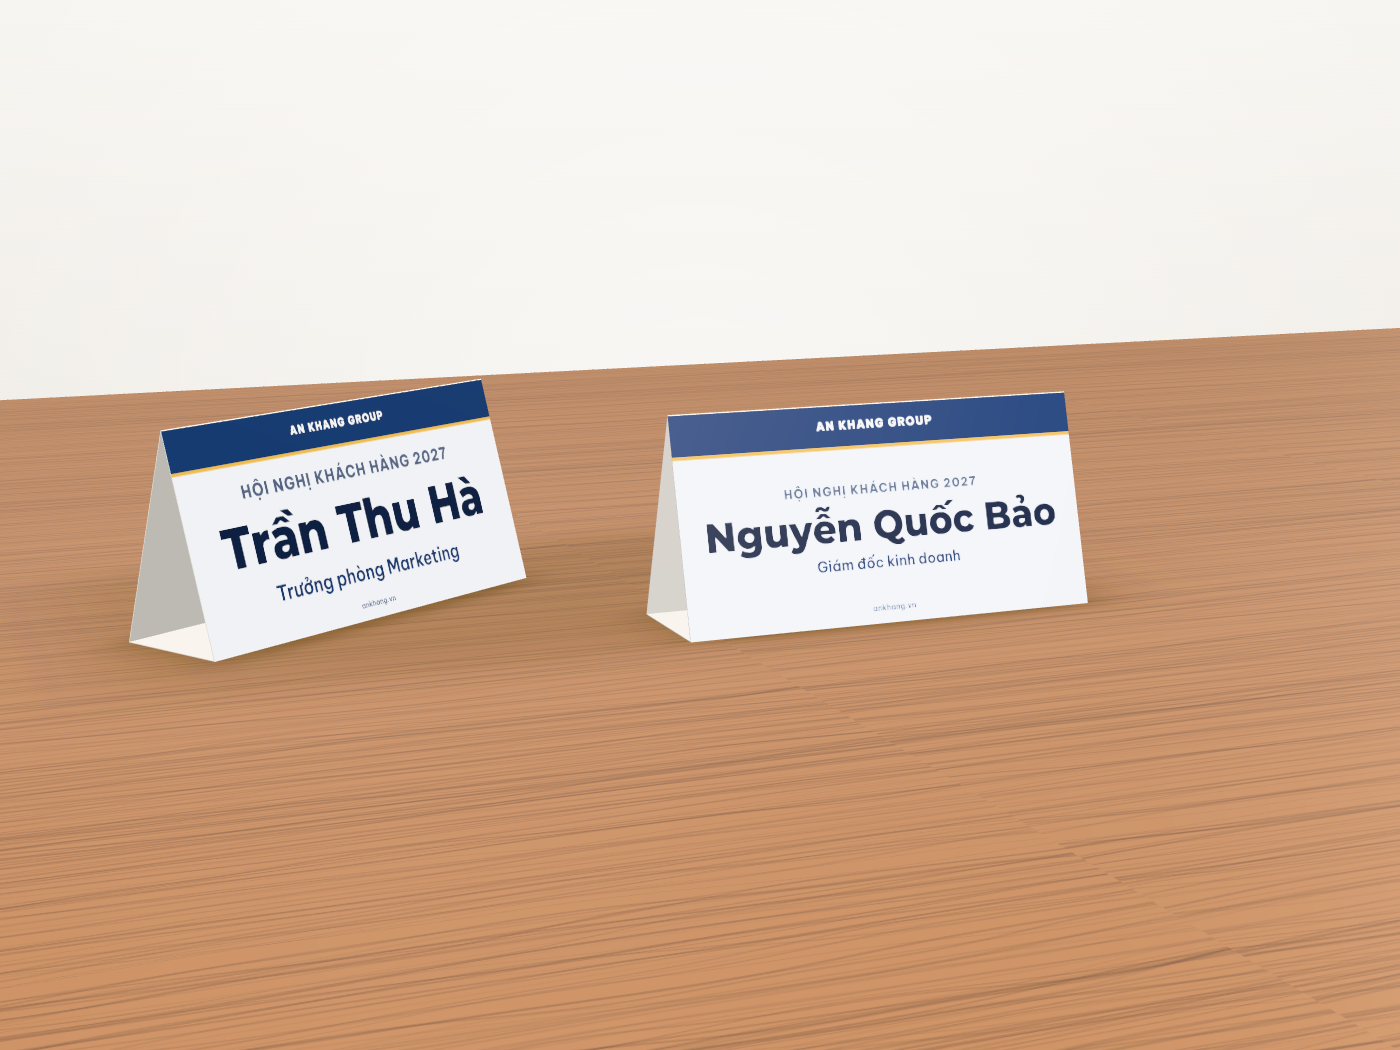 AN KHANG GROUP
HỘI NGHỊ KHÁCH HÀNG 2027
Trần Thu Hà
Trưởng phòng Marketing
ankhang.vn
AN KHANG GROUP
HỘI NGHỊ KHÁCH HÀNG 2027
Nguyễn Quốc Bảo
Giám đốc kinh doanh
ankhang.vn